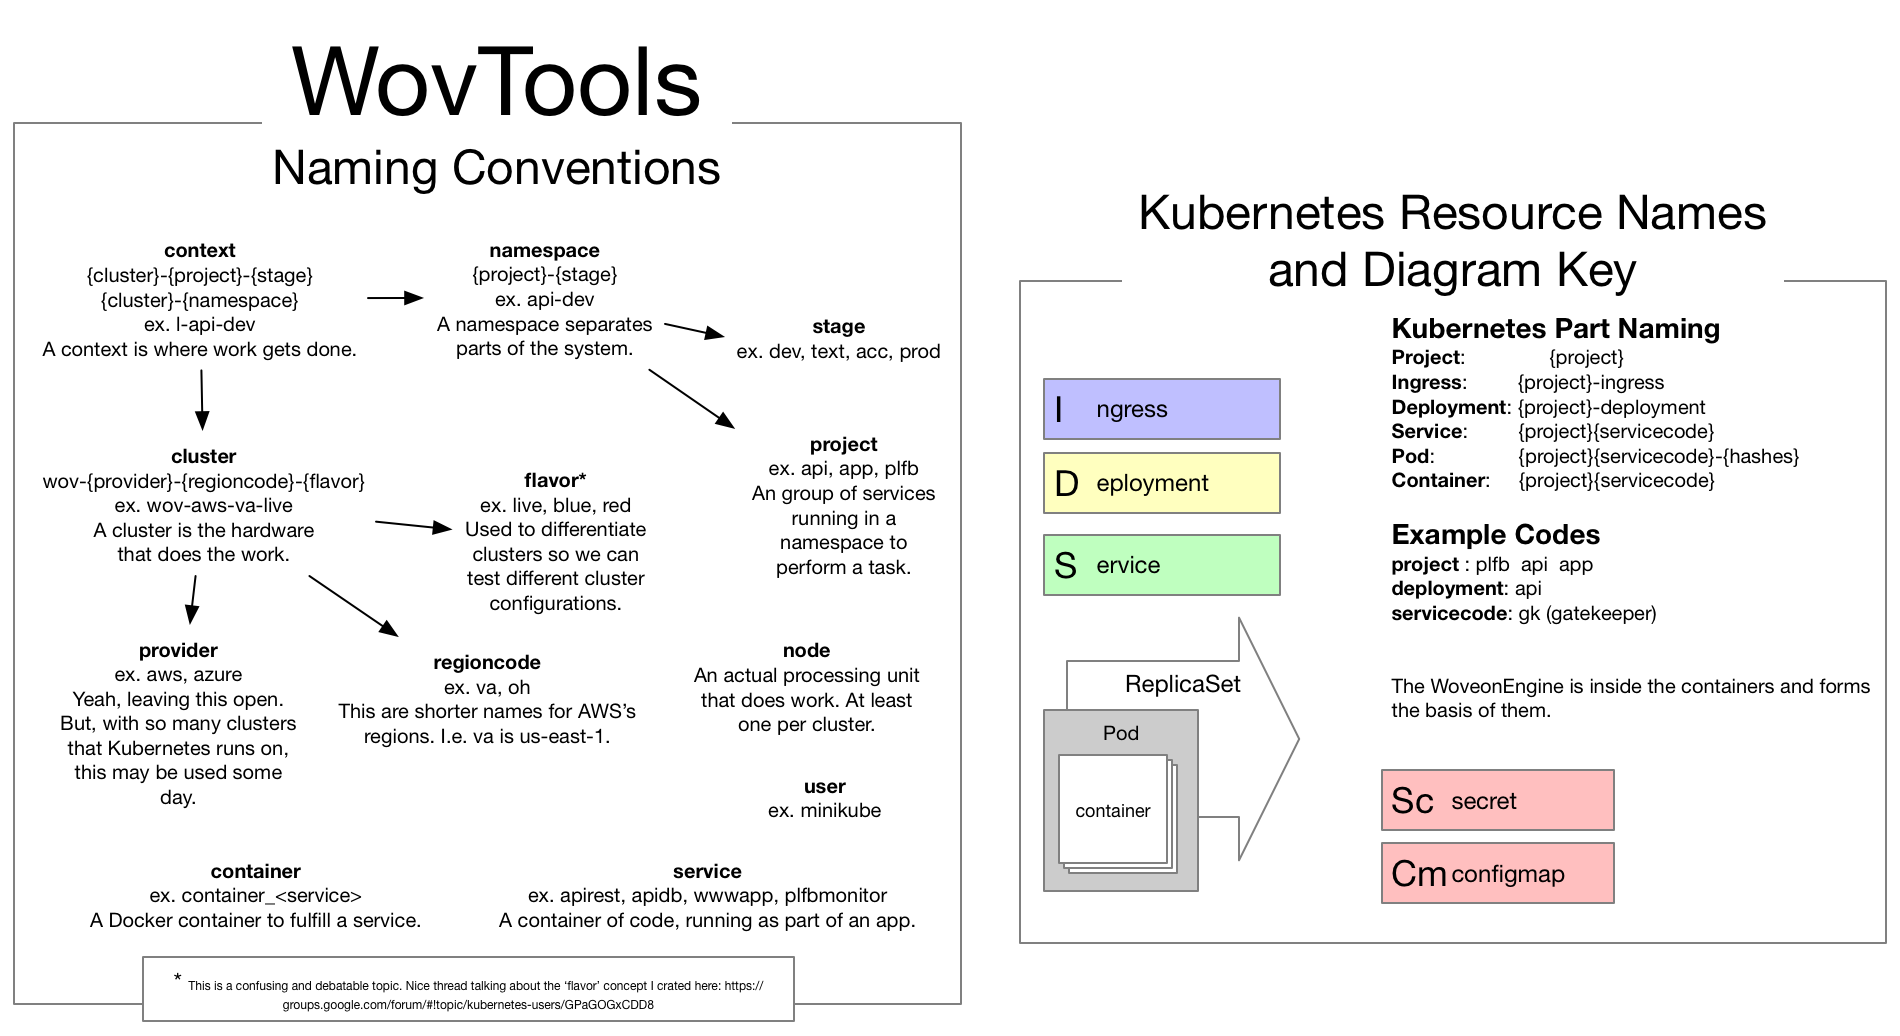 WovTools
Naming Conventions
context
{cluster}-{project}-{stage}
{cluster}-{namespace}
ex. l-api-dev
A context is where work gets done.
namespace
{project}-{stage}
ex. api-dev
A namespace separates
parts of the system.
stage
ex. dev, text, acc, prod
cluster
wov-{provider}-{regioncode}-{flavor}
ex. wov-aws-va-live
A cluster is the hardware
that does the work.
flavor*
ex. live, blue, red
Used to differentiate
clusters so we can
test different cluster
configurations.
project
ex. api, app, plfb
An group of services
running in a
namespace to
perform a task.
provider
ex. aws, azure
Yeah, leaving this open.
But, with so many clusters
that Kubernetes runs on,
this may be used some
day.
regioncode
ex. va, oh
This are shorter names for AWS's
regions. I.e. va is us-east-1.
node
An actual processing unit
that does work. At least
one per cluster.
user
ex. minikube
container
ex. container_<service>
A Docker container to fulfill a service.
service
ex. apirest, apidb, wwwapp, plfbmonitor
A container of code, running as part of an app.
* This is a confusing and debatable topic. Nice thread talking about the 'flavor' concept I crated here: https://
groups.google.com/forum/#!topic/kubernetes-users/GPaGOGxCDD8
Kubernetes Resource Names
and Diagram Key
I ngress
D eployment
S ervice
ReplicaSet
Pod
container
Kubernetes Part Naming
Project: {project}
Ingress: {project}-ingress
Deployment: {project}-deployment
Service: {project}{servicecode}
Pod: {project}{servicecode}-{hashes}
Container: {project}{servicecode}
Example Codes
project : plfb api app
deployment: api
servicecode: gk (gatekeeper)
The WoveonEngine is inside the containers and forms
the basis of them.
Sc secret
Cm configmap